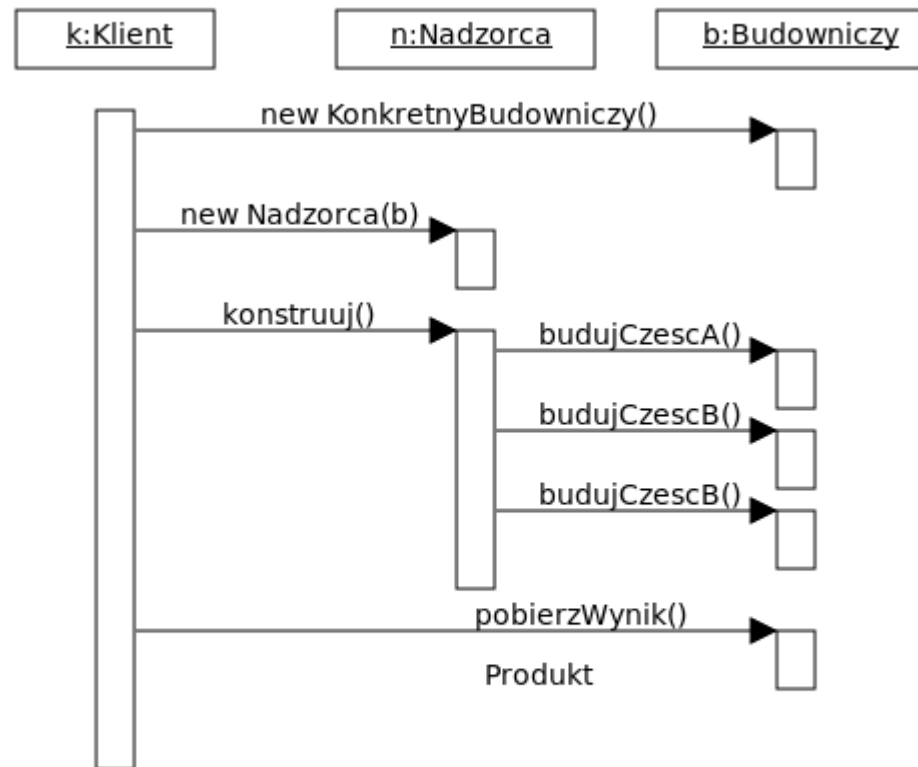 k:Klient
n:Nadzorca
b:Budowniczy
new KonkretnyBudowniczy()
new Nadzorca(b)
konstruuj()
budujCzescA()
budujCzescB()
budujCzescB()
pobierzWynik()
Produkt